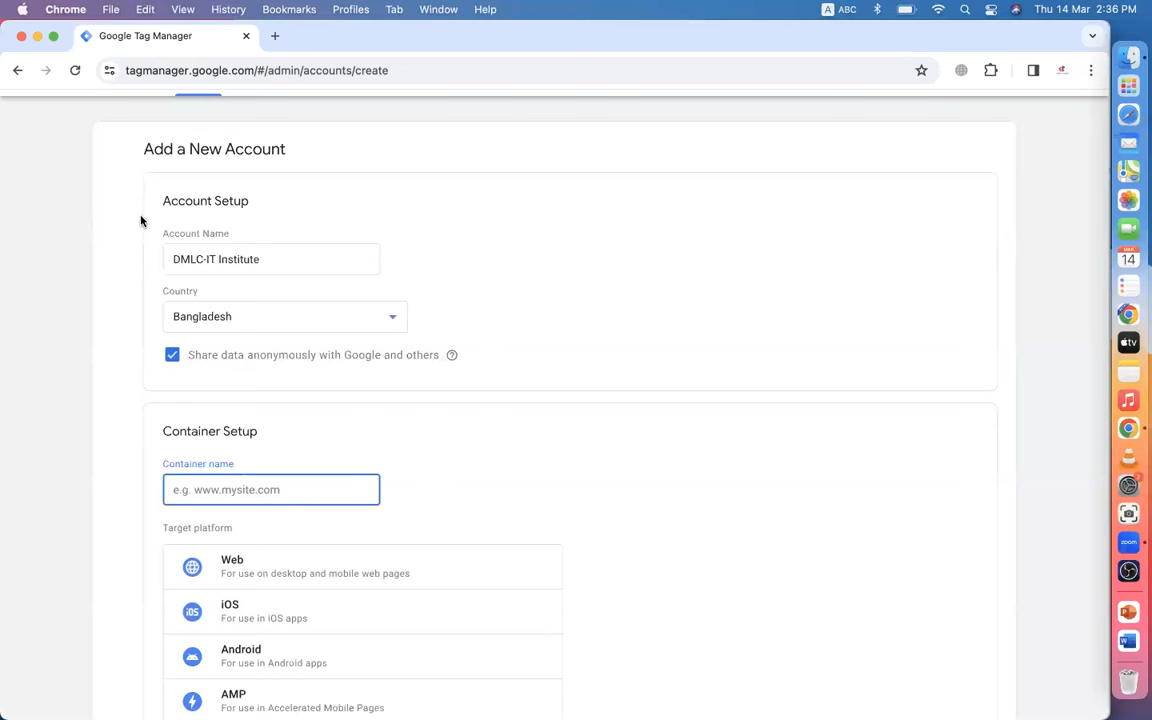 Chrome File Edit View History Bookmarks Profiles Tab Window Help A ABC Thu 14 Mar 2:36 PM
Google Tag Manager
tagmanager.google.com/#/admin/accounts/create
Add a New Account
Account Setup
Account Name
DMLC-IT Institute
Country
Bangladesh
Share data anonymously with Google and others
Container Setup
Container name
e.g. www.mysite.com
Target platform
Web
For use on desktop and mobile web pages
iOS
iOS
For use in iOS apps
Android
For use in Android apps
AMP
For use in Accelerated Mobile Pages
MAR
14
tv
zoom